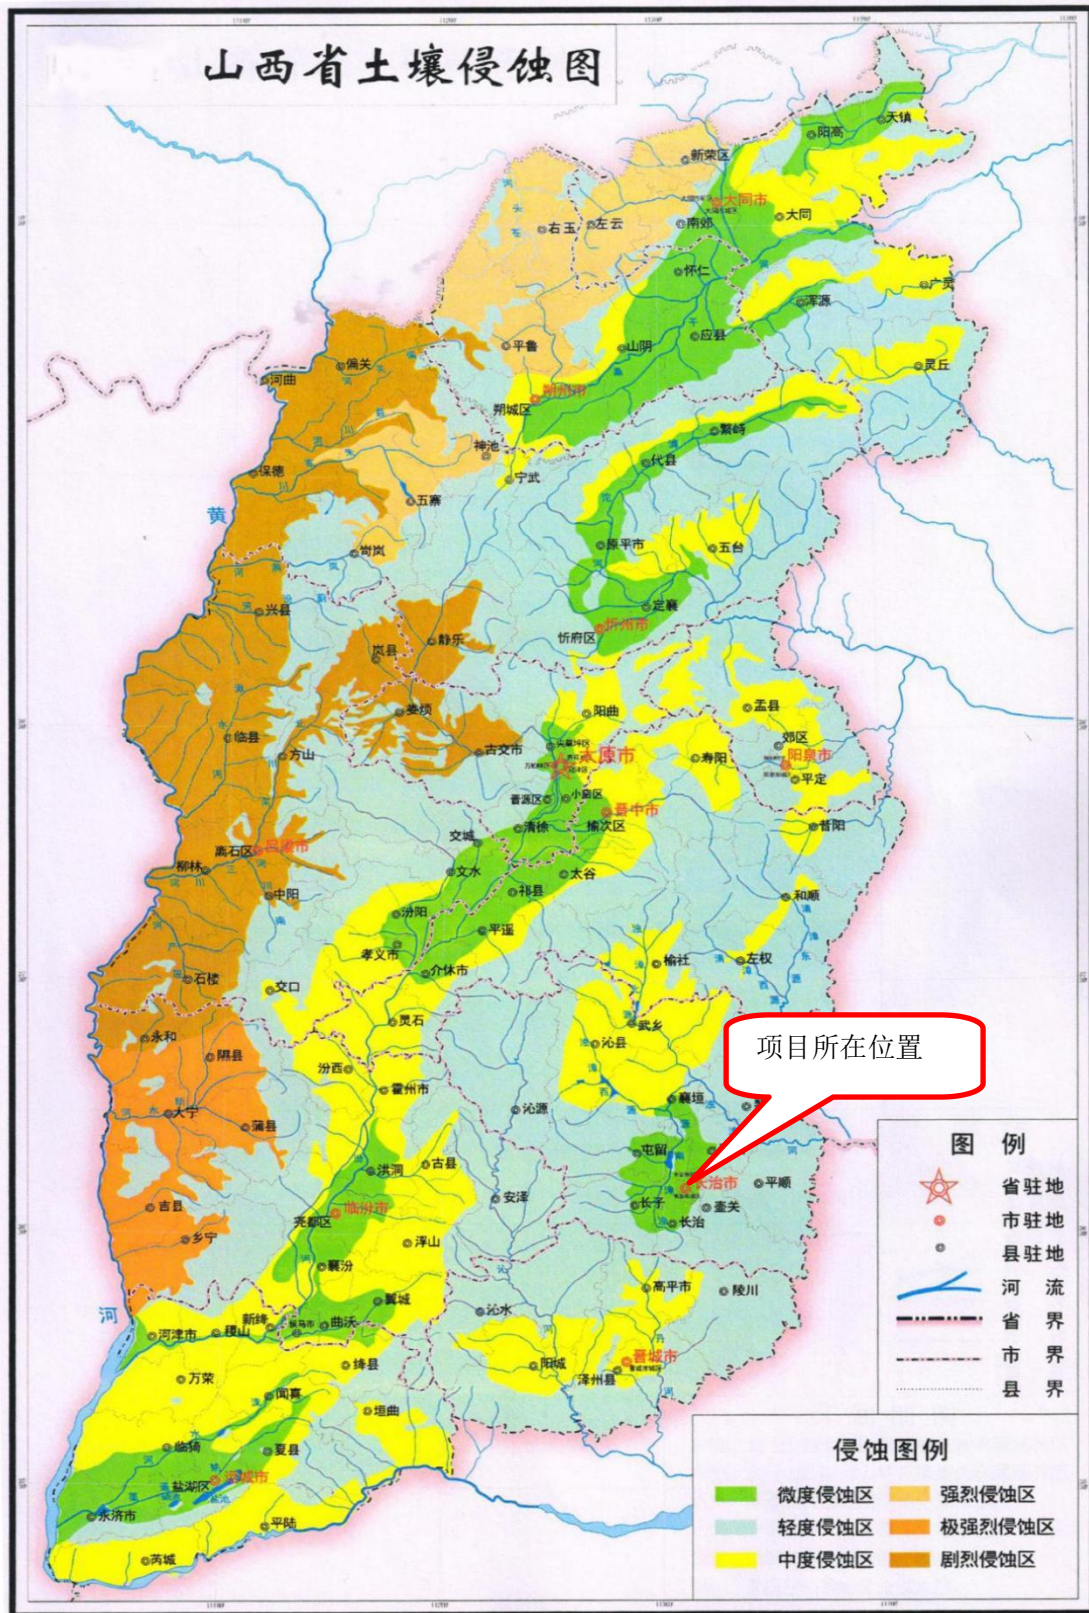 山西省土壤侵蚀图
天镇
阳高
新荣区
大同市
大同
南郊
左云
右玉
怀仁
广灵
浑源
应县
山阴
平鲁
灵丘
偏关
河曲
朔州市
朔城区
繁峙
神池
代县
宁武
保德
五寨
黄
原平市
五台
岢岚
兴县
定襄
忻州市
忻府区
静乐
岚县
娄烦
阳曲
盂县
临县
方山
古交市
尖草坪区
太原市
寿阳
郊区
阳泉市
平定
晋源区
小店区
晋中市
榆次区
昔阳
清徐
交城
离石区
吕梁市
柳林
文水
太谷
祁县
中阳
和顺
汾阳
平遥
孝义市
介休市
榆社
左权
石楼
交口
灵石
武乡
项目所在位置
永和
隰县
沁县
汾西
霍州市
襄垣
大宁
蒲县
沁源
屯留
洪洞
古县
长治市
平顺
安泽
长子
壶关
吉县
临汾市
尧都区
长治
乡宁
浮山
襄汾
高平市
陵川
翼城
沁水
河
新绛
侯马市
曲沃
河津市
稷山
晋城市
绛县
阳城
泽州县
万荣
闻喜
垣曲
临猗
夏县
盐湖区
运城市
永济市
平陆
芮城
图 例
省驻地
市驻地
县驻地
河 流
省 界
市 界
县 界
侵蚀图例
微度侵蚀区
强烈侵蚀区
轻度侵蚀区
极强烈侵蚀区
中度侵蚀区
剧烈侵蚀区